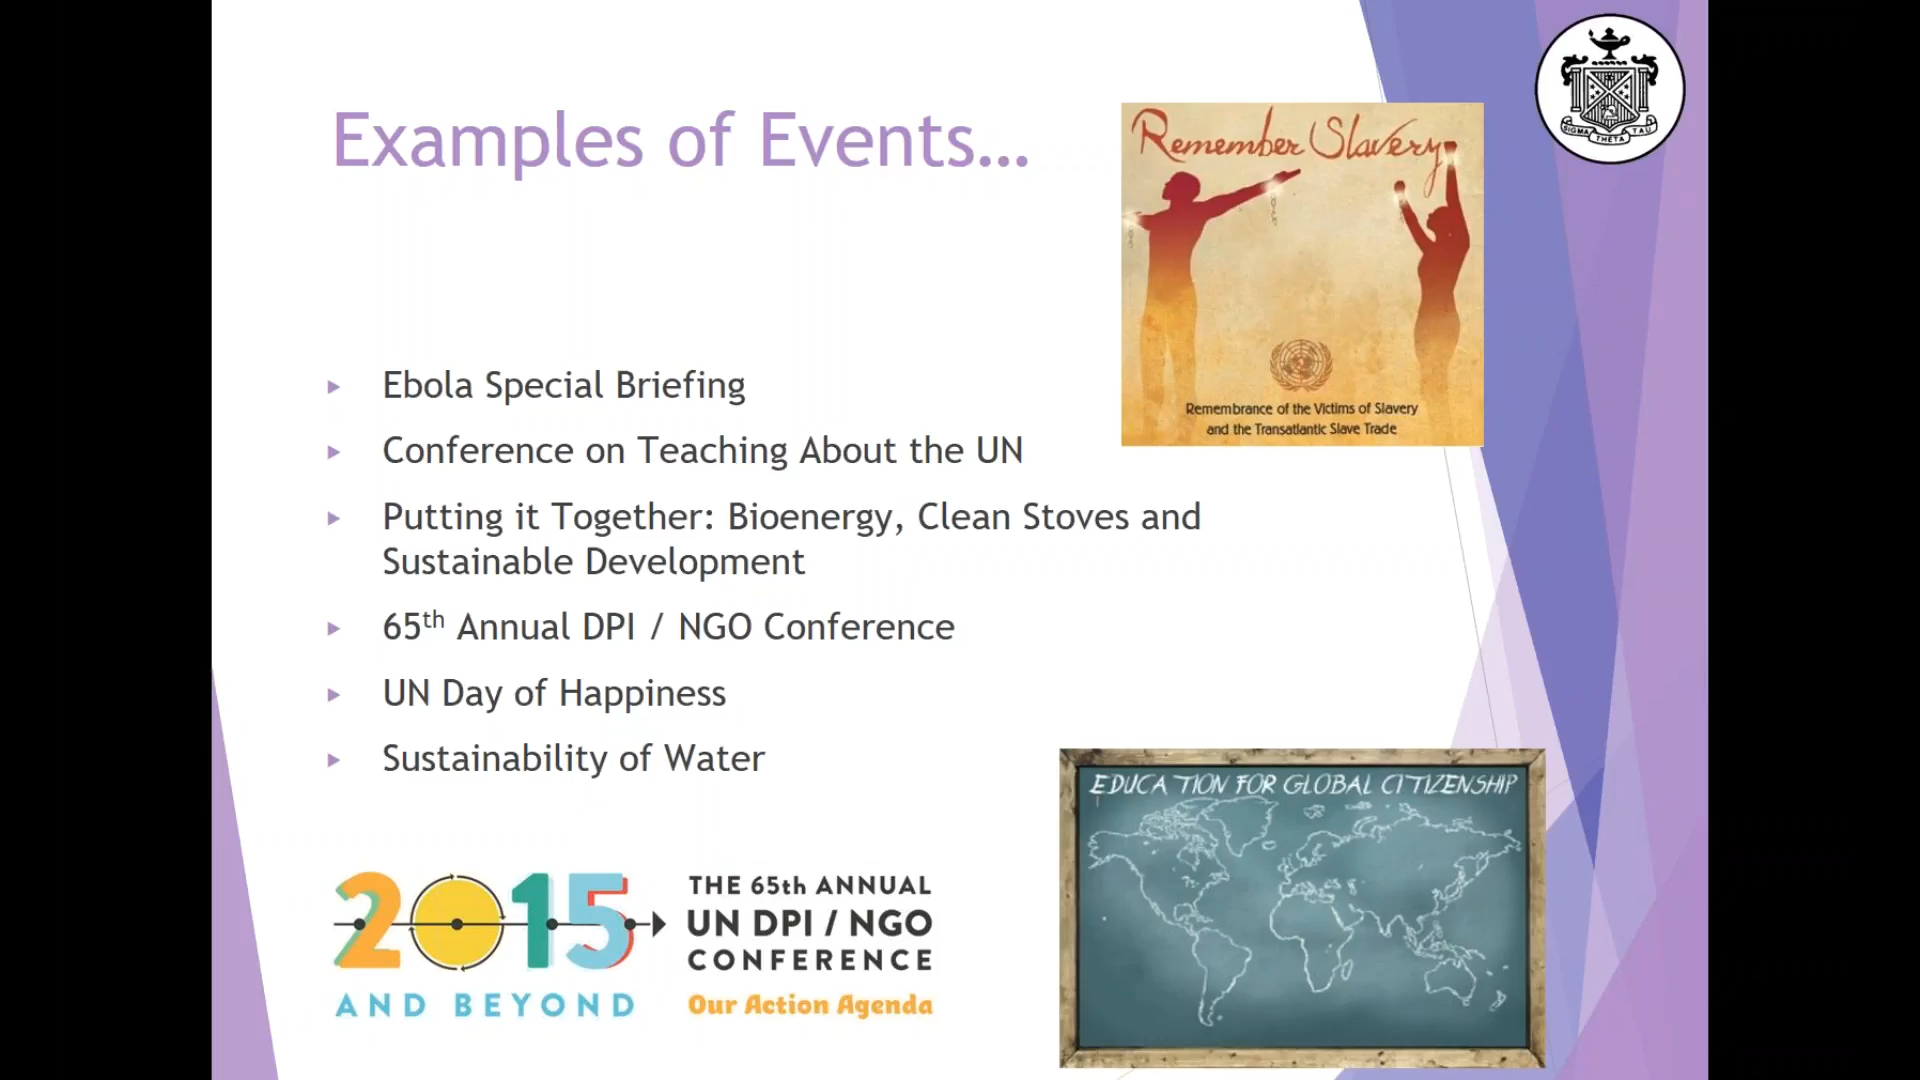 Examples of Events...
SIGMA THETA TAU
Remember Slavery
Remembrance of the Victims of Slavery
and the Transatlantic Slave Trade
Ebola Special Briefing
Conference on Teaching About the UN
Putting it Together: Bioenergy, Clean Stoves and
Sustainable Development
65th Annual DPI / NGO Conference
UN Day of Happiness
Sustainability of Water
EDUCATION FOR GLOBAL CITIZENSHIP
2015
AND BEYOND
THE 65th ANNUAL
UN DPI / NGO
CONFERENCE
Our Action Agenda